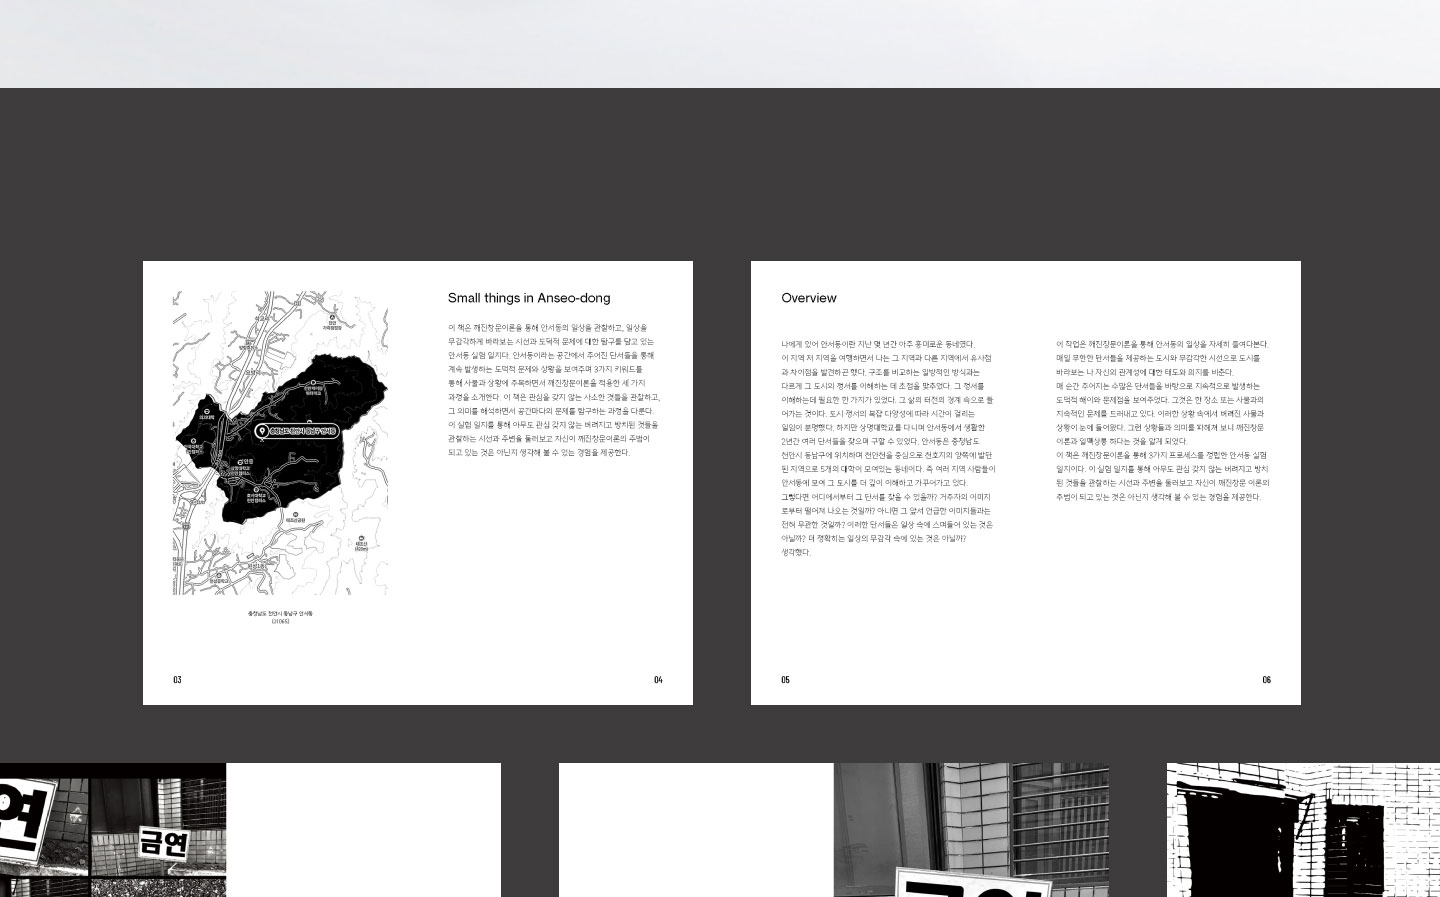 Small things in Anseo-dong
이 책은 깨진창문이론을 통해 안서동의 일상을 관찰하고, 일상을
무감각하게 바라보는 시선과 도덕적 문제에 대한 탐구를 담고 있는
안서동 실험 일지다. 안서동이라는 공간에서 주어진 단서들을 통해
계속 발생하는 도덕적 문제와 상황을 보여주며 3가지 키워드를
통해 사물과 상황에 주목하면서 깨진창문이론을 적용한 세 가지
과정을 소개한다. 이 책은 관심을 갖지 않는 사소한 것들을 관찰하고,
그 의미를 해석하면서 공간마다의 문제를 탐구하는 과정을 다룬다.
이 실험 일지를 통해 아무도 관심 갖지 않는 버려지고 방치된 것들을
관찰하는 시선과 주변을 둘러보고 자신이 깨진창문이론의 주범이
되고 있는 것은 아닌지 생각해 볼 수 있는 경험을 제공한다.
충청남도 천안시 동남구 안서동
충청남도 천안시 동남구 안서동
(31065)
03
04
Overview
나에게 있어 안서동이란 지난 몇 년간 아주 흥미로운 동네였다.
이 지역 저 지역을 여행하면서 나는 그 지역과 다른 지역에서 유사점
과 차이점을 발견하곤 했다. 구조를 비교하는 일방적인 방식과는
다르게 그 도시의 정서를 이해하는 데 초점을 맞추었다. 그 정서를
이해하는데 필요한 한 가지가 있었다. 그 삶의 터전의 경계 속으로 들
어가는 것이다. 도시 정서의 복잡 다양성에 따라 시간이 걸리는
일임이 분명했다. 하지만 상명대학교를 다니며 안서동에서 생활한
2년간 여러 단서들을 찾으며 구할 수 있었다. 안서동은 충청남도
천안시 동남구에 위치하며 천안천을 중심으로 천호지의 양쪽에 발단
된 지역으로 5개의 대학이 모여있는 동네이다. 즉 여러 지역 사람들이
안서동에 모여 그 도시를 더 깊이 이해하고 가꾸어가고 있다.
그렇다면 어디에서부터 그 단서를 찾을 수 있을까? 거주자의 이미지
로부터 떨어져 나오는 것일까? 아니면 그 앞서 언급한 이미지들과는
전혀 무관한 것일까? 이러한 단서들은 일상 속에 스며들어 있는 것은
아닐까? 더 정확히는 일상의 무감각 속에 있는 것은 아닐까?
생각했다.
이 작업은 깨진창문이론을 통해 안서동의 일상을 자세히 들여다본다.
매일 무한한 단서들을 제공하는 도시와 무감각한 시선으로 도시를
바라보는 나 자신의 관계성에 대한 태도와 의지를 비춘다.
매 순간 주어지는 수많은 단서들을 바탕으로 지속적으로 발생하는
도덕적 해이와 문제점을 보여주었다. 그것은 한 장소 또는 사물과의
지속적인 문제를 드러내고 있다. 이러한 상황 속에서 버려진 사물과
상황이 눈에 들어왔다. 그런 상황들과 의미를 파헤쳐 보니 깨진창문
이론과 일맥상통 하다는 것을 알게 되었다.
이 책은 깨진창문이론을 통해 3가지 프로세스를 정립한 안서동 실험
일지이다. 이 실험 일지를 통해 아무도 관심 갖지 않는 버려지고 방치
된 것들을 관찰하는 시선과 주변을 둘러보고 자신이 깨진창문 이론의
주범이 되고 있는 것은 아닌지 생각해 볼 수 있는 경험을 제공한다.
05
06
연
금연